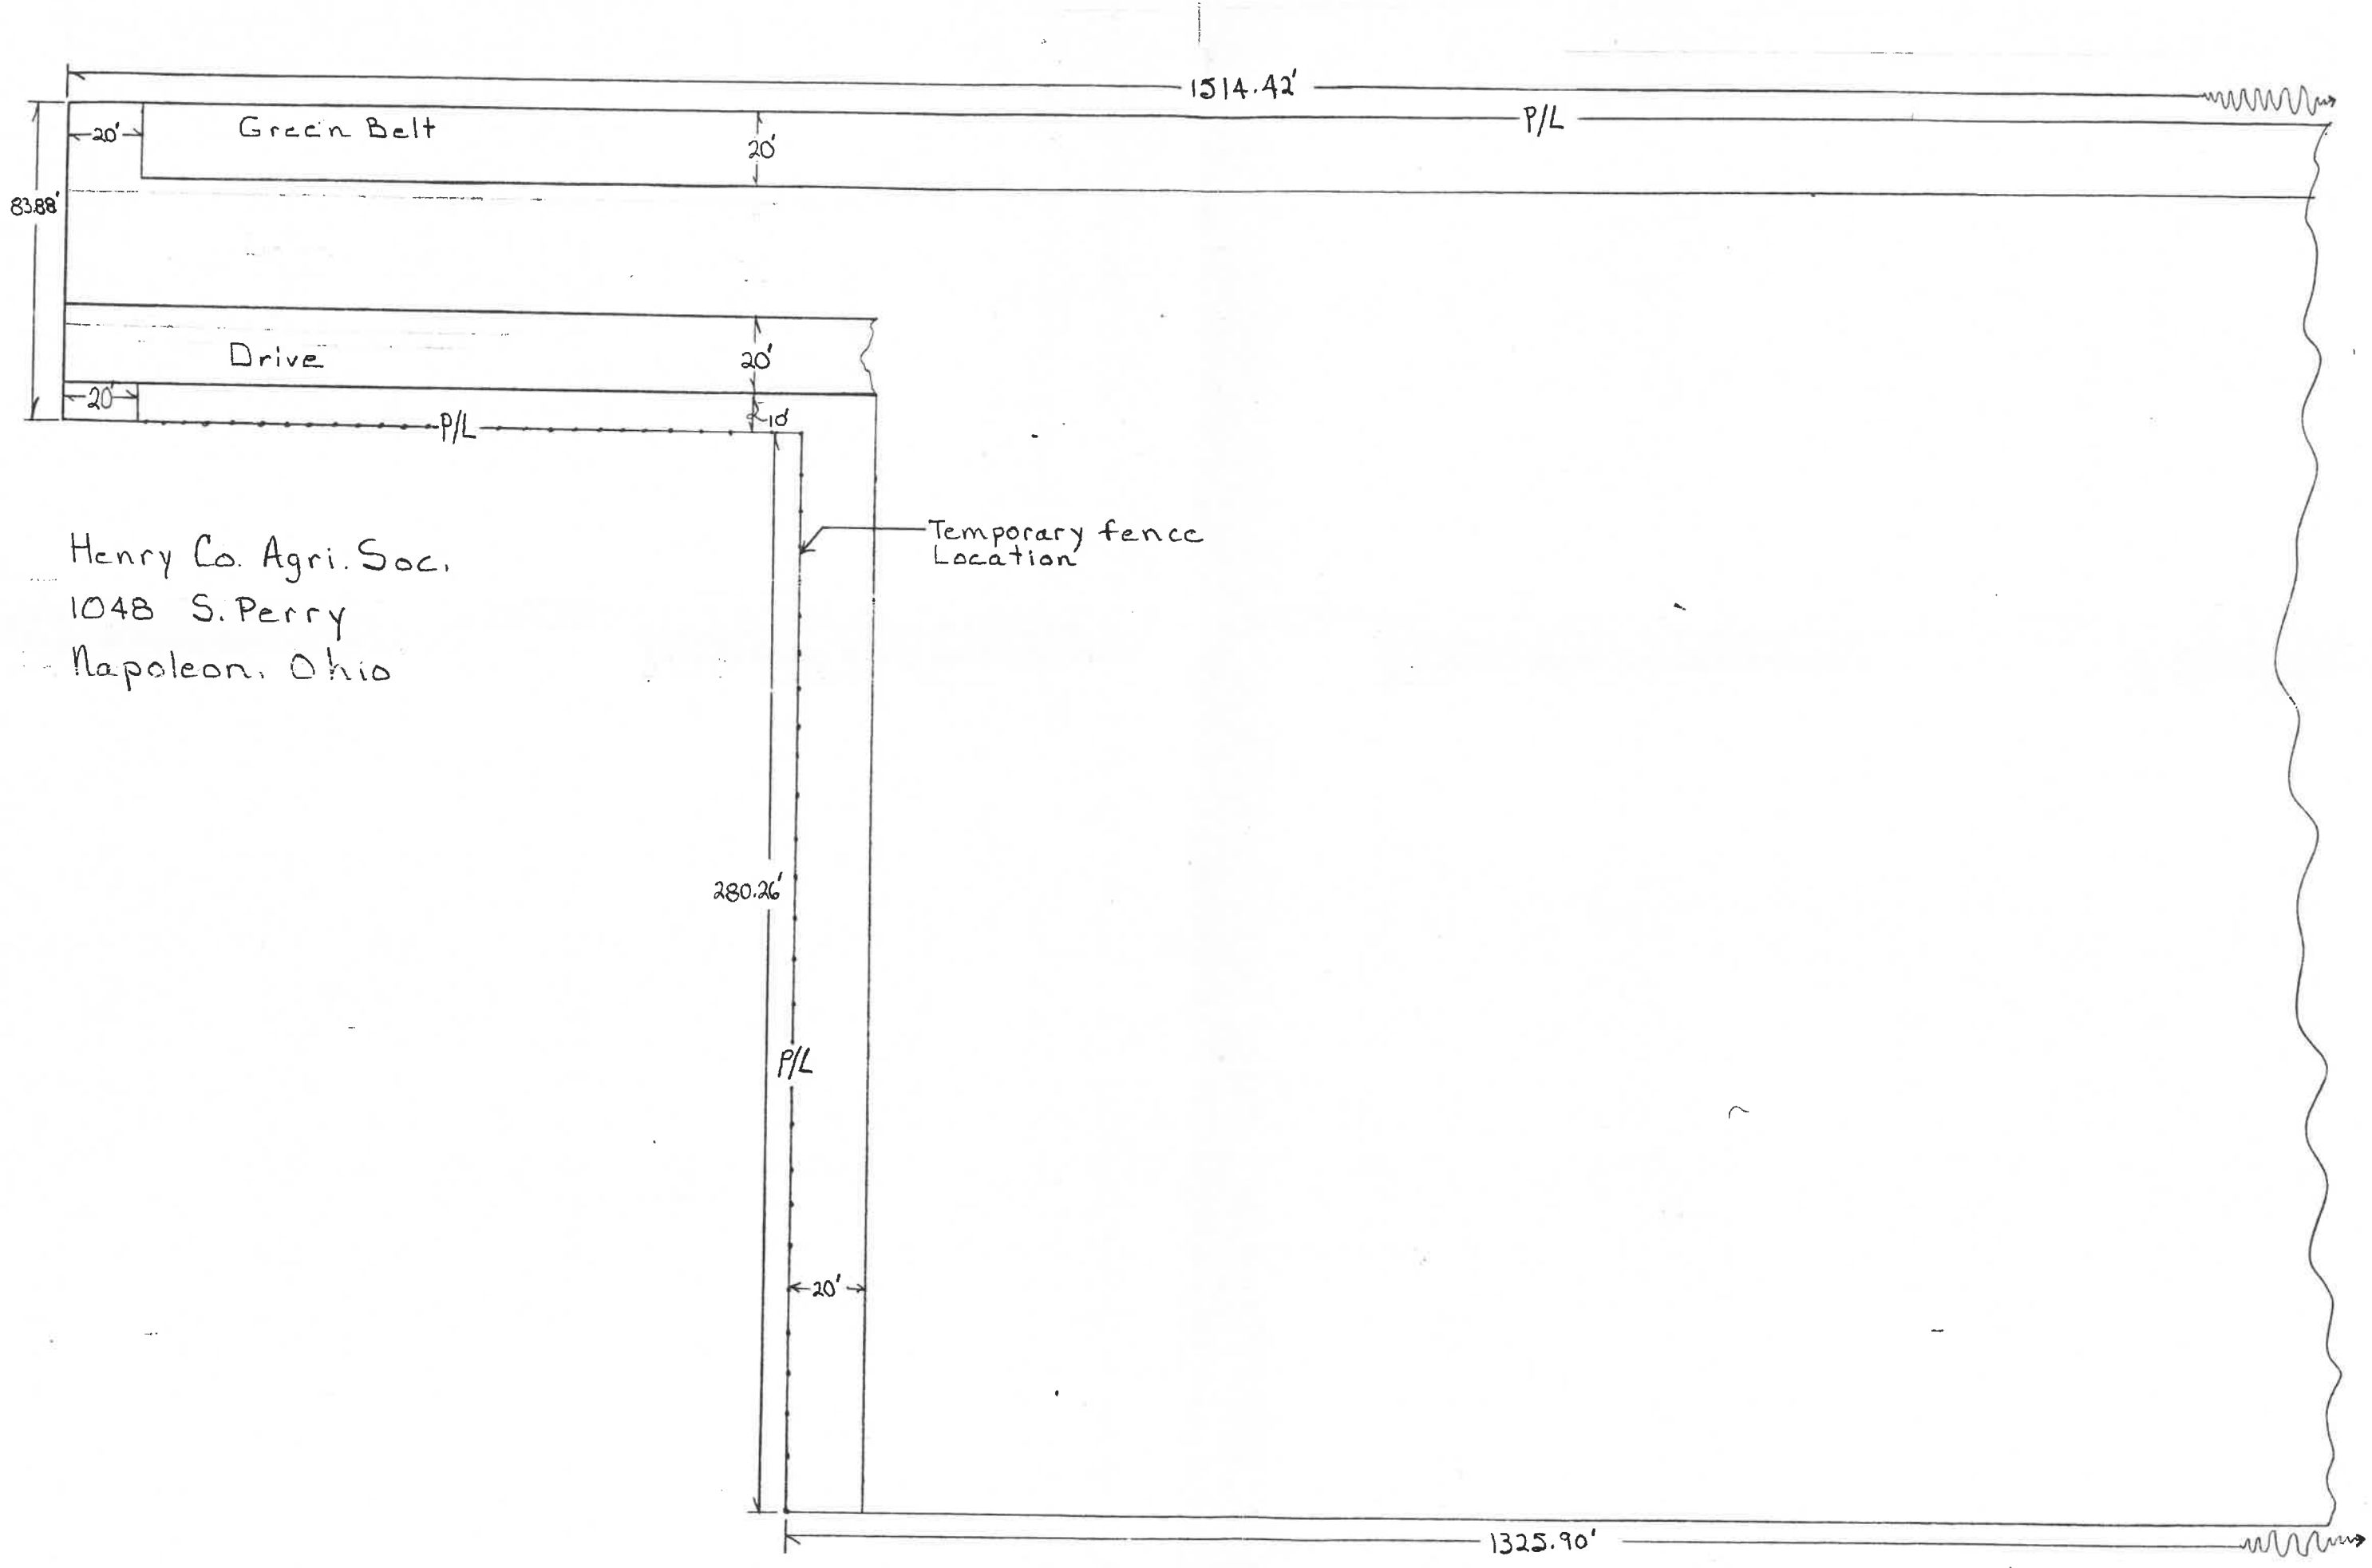 1514.42'
P/L
20'
Green Belt
20'
83.88'
Drive
20'
20'
10'
P/L
Temporary fence
Location
Henry Co. Agri. Soc.
1048 S. Perry
Napoleon, Ohio
280.26'
P/L
20'
1325.90'